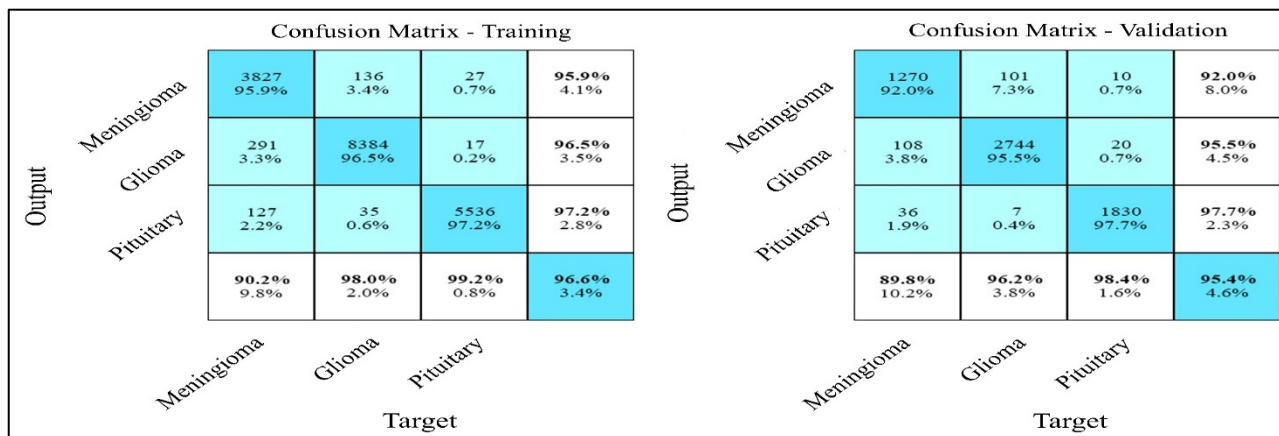 Confusion Matrix - Training
Meningioma
3827 136 27 95.9%
95.9% 3.4% 0.7% 4.1%
Glioma
291 8384 17 96.5%
3.3% 96.5% 0.2% 3.5%
Pituitary
127 35 5536 97.2%
2.2% 0.6% 97.2% 2.8%
90.2% 98.0% 99.2% 96.6%
9.8% 2.0% 0.8% 3.4%
Output
Meningioma Glioma Pituitary
Target
Confusion Matrix - Validation
Meningioma
1270 101 10 92.0%
92.0% 7.3% 0.7% 8.0%
Glioma
108 2744 20 95.5%
3.8% 95.5% 0.7% 4.5%
Pituitary
36 7 1830 97.7%
1.9% 0.4% 97.7% 2.3%
89.8% 96.2% 98.4% 95.4%
10.2% 3.8% 1.6% 4.6%
Output
Meningioma Glioma Pituitary
Target